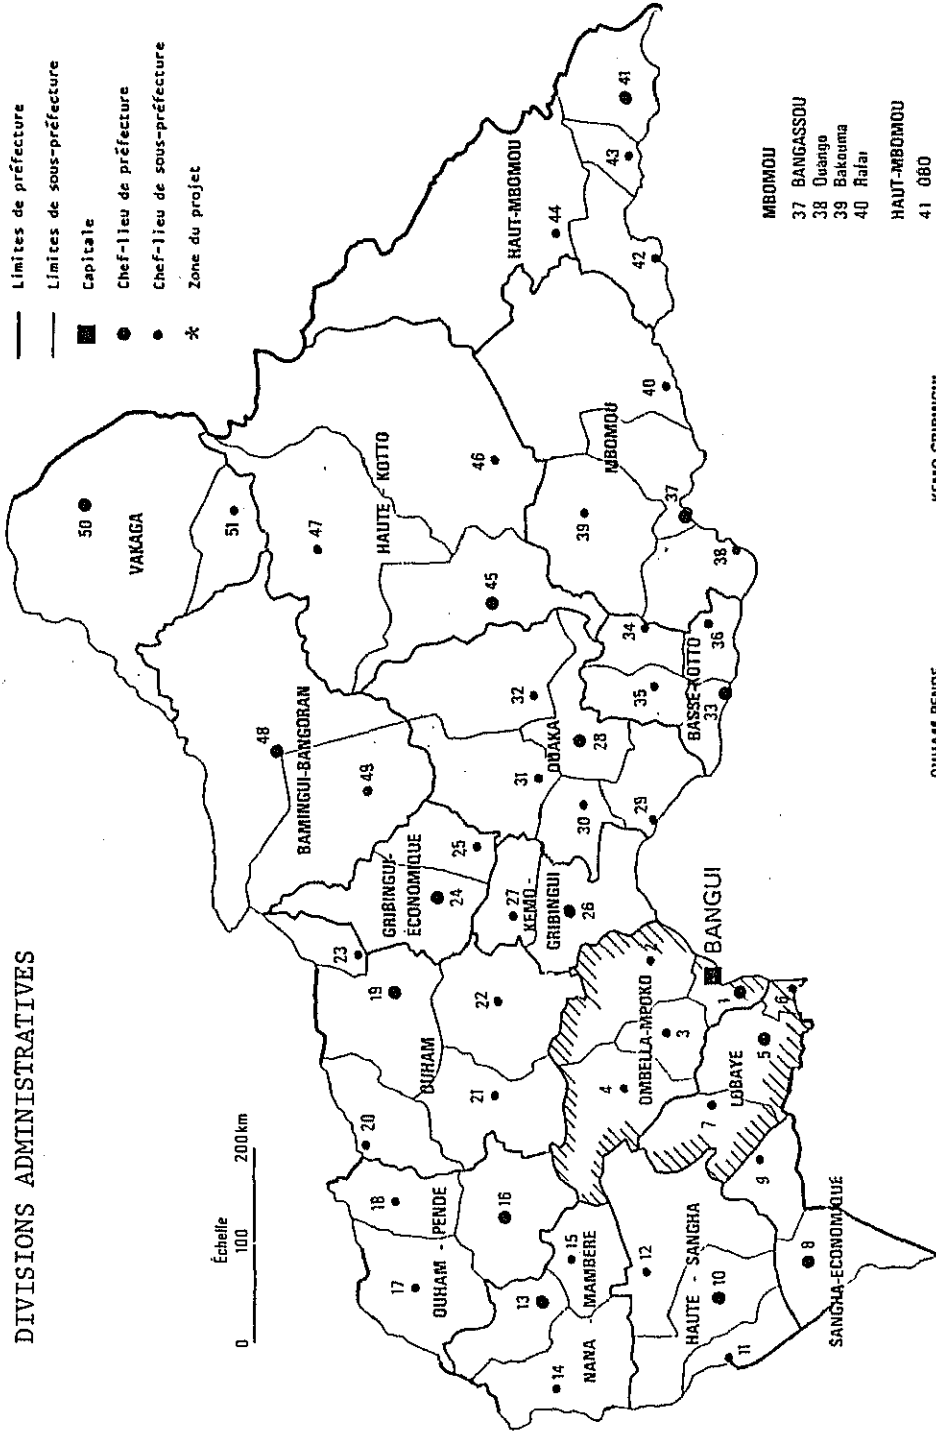 DIVISIONS ADMINISTRATIVES
Échelle
0 100 200km
Limites de préfecture
Limites de sous-préfecture
Capitale
Chef-lieu de préfecture
Chef-lieu de sous-préfecture
* Zone du projet
50
VAKAGA
51
48
BAMINGUI-BANGORAN
49
47
HAUTE - KOTTO
46
45
HAUT-MBOMOU
44
43
41
42
23
19
OUHAM
20
22
21
GRIBINGUI-
ÉCONOMIQUE
24
25
27
KEMO -
GRIBINGUI
26
32
31
OUAKA
28
30
29
34
35
BASSE-KOTTO
33
36
39
MBOMOU
40
37
38
18
17
OUHAM - PENDE
16
15
13
14
NANA - MAMBERE
4
OMBELLA-MPOKO
2
3
BANGUI
1
6
5
LOBAYE
7
9
12
HAUTE - SANGHA
10
11
8
SANGHA-ECONOMIQUE
MBOMOU
37 BANGASSOU
38 Ouango
39 Bakouma
40 Rafai
HAUT-MBOMOU
41 OBO